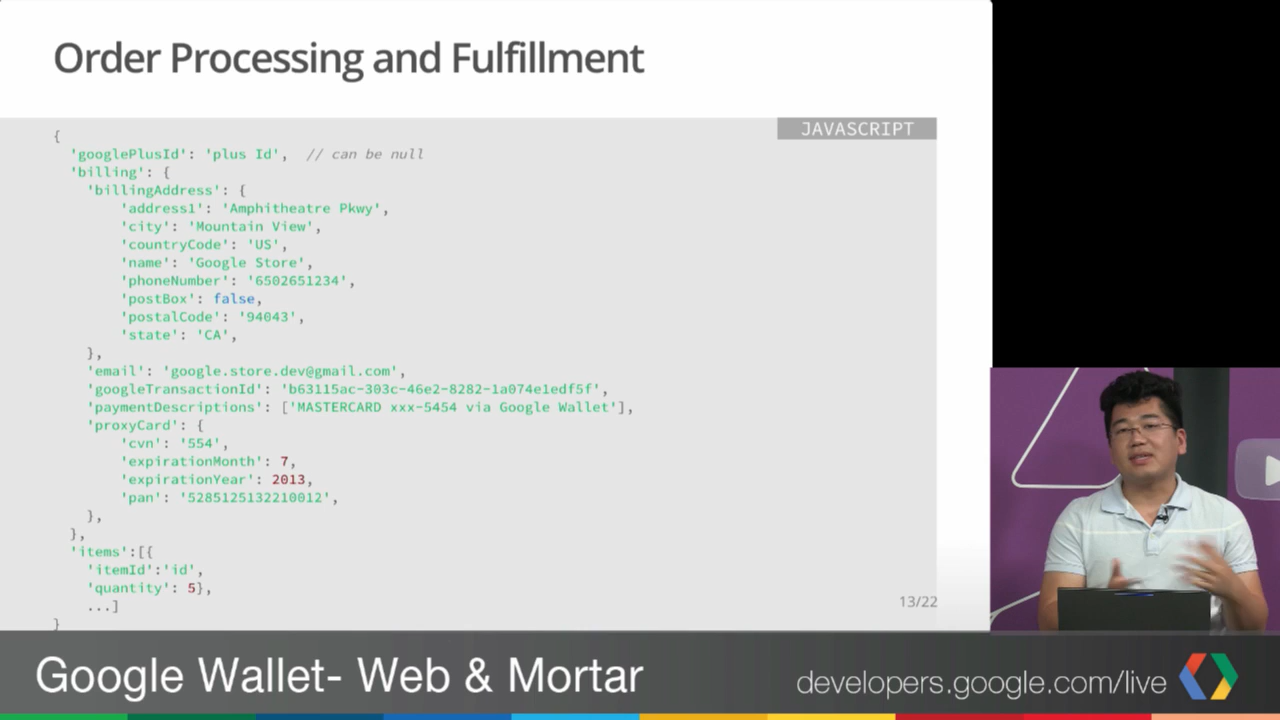 Order Processing and Fulfillment
JAVASCRIPT
{
'googlePlusId': 'plus Id',  // can be null
'billing': {
'billingAddress': {
'address1': 'Amphitheatre Pkwy',
'city': 'Mountain View',
'countryCode': 'US',
'name': 'Google Store',
'phoneNumber': '6502651234',
'postBox': false,
'postalCode': '94043',
'state': 'CA',
},
'email': 'google.store.dev@gmail.com',
'googleTransactionId': 'b63115ac-303c-46e2-8282-1a074e1edf5f',
'paymentDescriptions': ['MASTERCARD xxx-5454 via Google Wallet'],
'proxyCard': {
'cvn': '554',
'expirationMonth': 7,
'expirationYear': 2013,
'pan': '5285125132210012',
},
},
'items':[{
'itemId':'id',
'quantity': 5},
...]
}
13/22
Google Wallet- Web & Mortar
developers.google.com/live